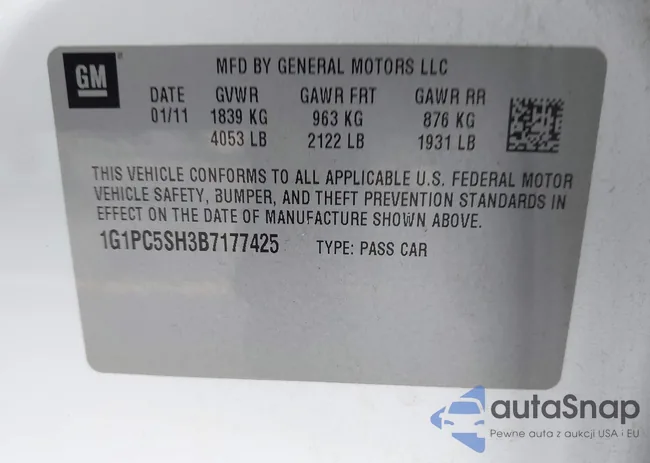 GM
MFD BY GENERAL MOTORS LLC
DATE GVWR GAWR FRT GAWR RR
01/11 1839 KG 963 KG 876 KG
4053 LB 2122 LB 1931 LB
THIS VEHICLE CONFORMS TO ALL APPLICABLE U.S. FEDERAL MOTOR
VEHICLE SAFETY, BUMPER, AND THEFT PREVENTION STANDARDS IN
EFFECT ON THE DATE OF MANUFACTURE SHOWN ABOVE.
1G1PC5SH3B7177425 TYPE: PASS CAR
autaSnap
Pewne auta z aukcji USA i EU